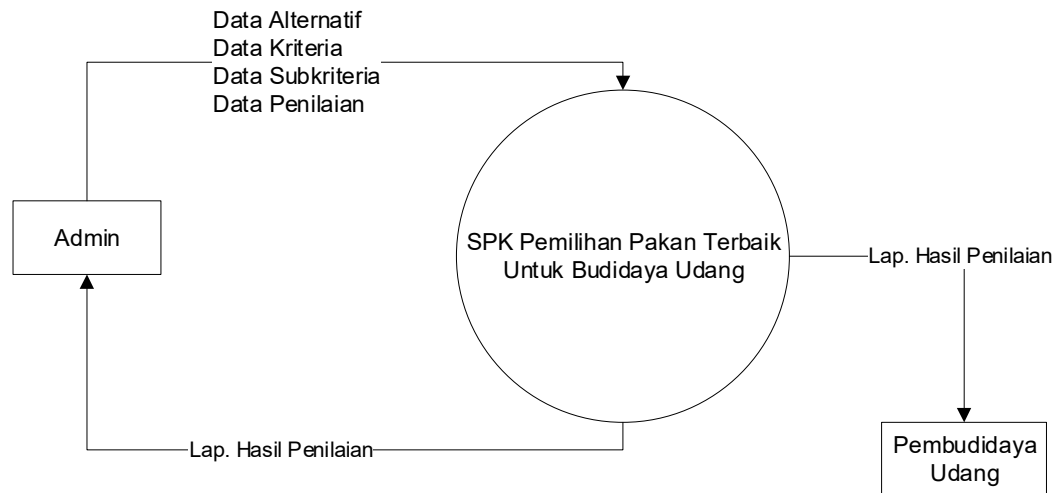 Data Alternatif
Data Kriteria
Data Subkriteria
Data Penilaian
Admin
SPK Pemilihan Pakan Terbaik
Untuk Budidaya Udang
Lap. Hasil Penilaian
Lap. Hasil Penilaian
Pembudidaya
Udang